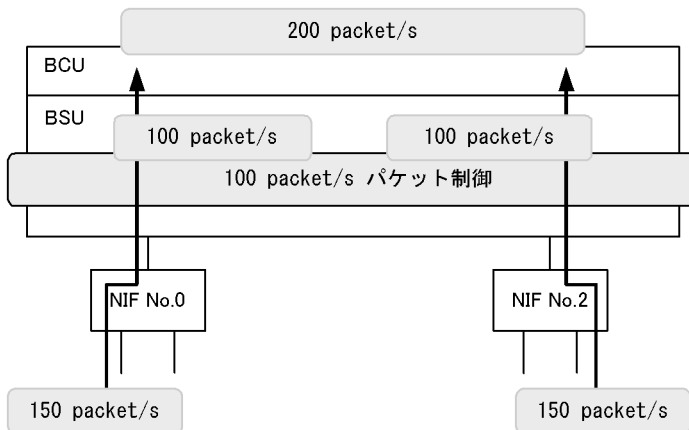 200 packet/s
BCU
BSU
100 packet/s
100 packet/s
100 packet/s パケット制御
NIF No.0
NIF No.2
150 packet/s
150 packet/s